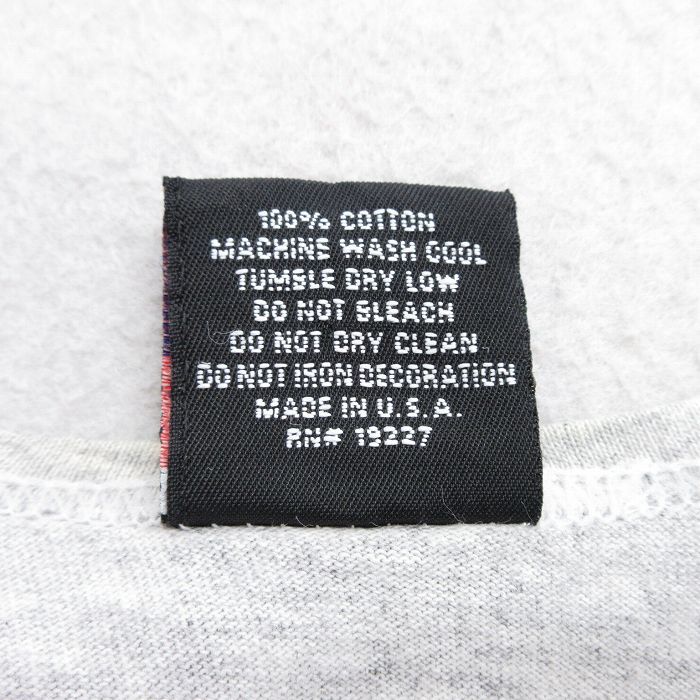 100% COTTON
MACHINE WASH COOL
TUMBLE DRY LOW
DO NOT BLEACH
DO NOT DRY CLEAN
DO NOT IRON DECORATION
MADE IN U.S.A.
RN# 19227